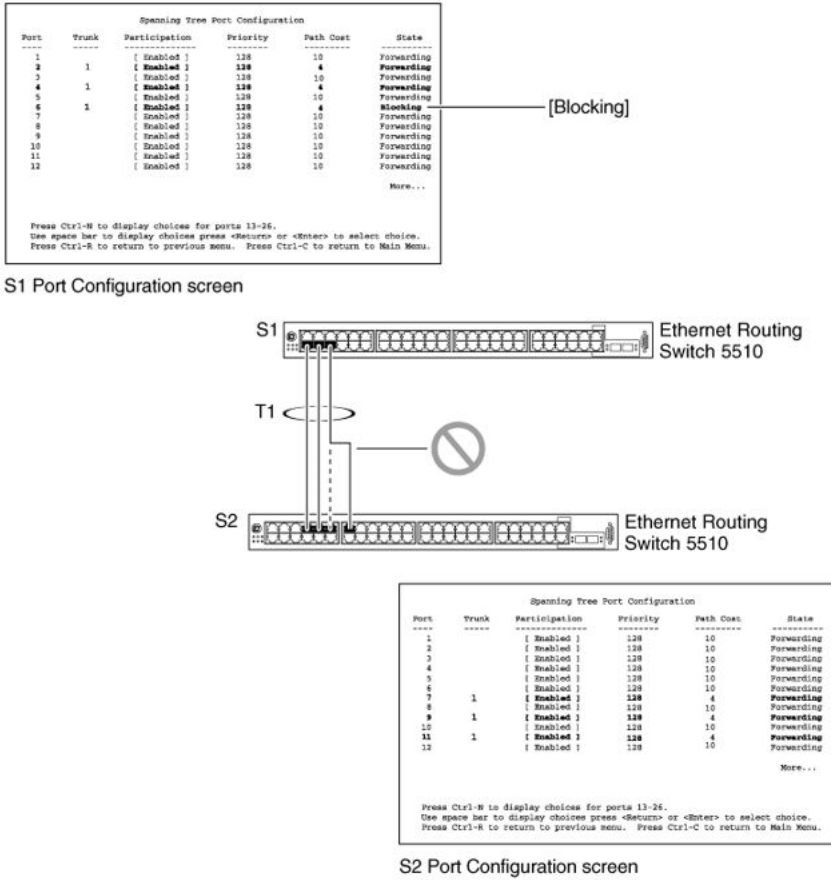 Spanning Tree Port Configuration
Port Trunk Participation Priority Path Cost State
1 [ Enabled ] 128 10 Forwarding
2 1 [ Enabled ] 128 4 Forwarding
3 [ Enabled ] 128 10 Forwarding
4 1 [ Enabled ] 128 4 Forwarding
5 [ Enabled ] 128 10 Forwarding
6 1 [ Enabled ] 128 4 Blocking
7 [ Enabled ] 128 10 Forwarding
8 [ Enabled ] 128 10 Forwarding
9 [ Enabled ] 128 10 Forwarding
10 [ Enabled ] 128 10 Forwarding
11 [ Enabled ] 128 10 Forwarding
12 [ Enabled ] 128 10 Forwarding
More...
Press Ctrl-N to display choices for ports 13-26.
Use space bar to display choices press <Return> or <Enter> to select choice.
Press Ctrl-R to return to previous menu. Press Ctrl-C to return to Main Menu.
[Blocking]
S1 Port Configuration screen
S1
Ethernet Routing
Switch 5510
T1
S2
Ethernet Routing
Switch 5510
Spanning Tree Port Configuration
Port Trunk Participation Priority Path Cost State
1 [ Enabled ] 128 10 Forwarding
2 [ Enabled ] 128 10 Forwarding
3 [ Enabled ] 128 10 Forwarding
4 [ Enabled ] 128 10 Forwarding
5 [ Enabled ] 128 10 Forwarding
6 [ Enabled ] 128 10 Forwarding
7 1 [ Enabled ] 128 4 Forwarding
8 [ Enabled ] 128 10 Forwarding
9 1 [ Enabled ] 128 4 Forwarding
10 [ Enabled ] 128 10 Forwarding
11 1 [ Enabled ] 128 4 Forwarding
12 [ Enabled ] 128 10 Forwarding
More...
Press Ctrl-N to display choices for ports 13-26.
Use space bar to display choices press <Return> or <Enter> to select choice.
Press Ctrl-R to return to previous menu. Press Ctrl-C to return to Main Menu.
S2 Port Configuration screen